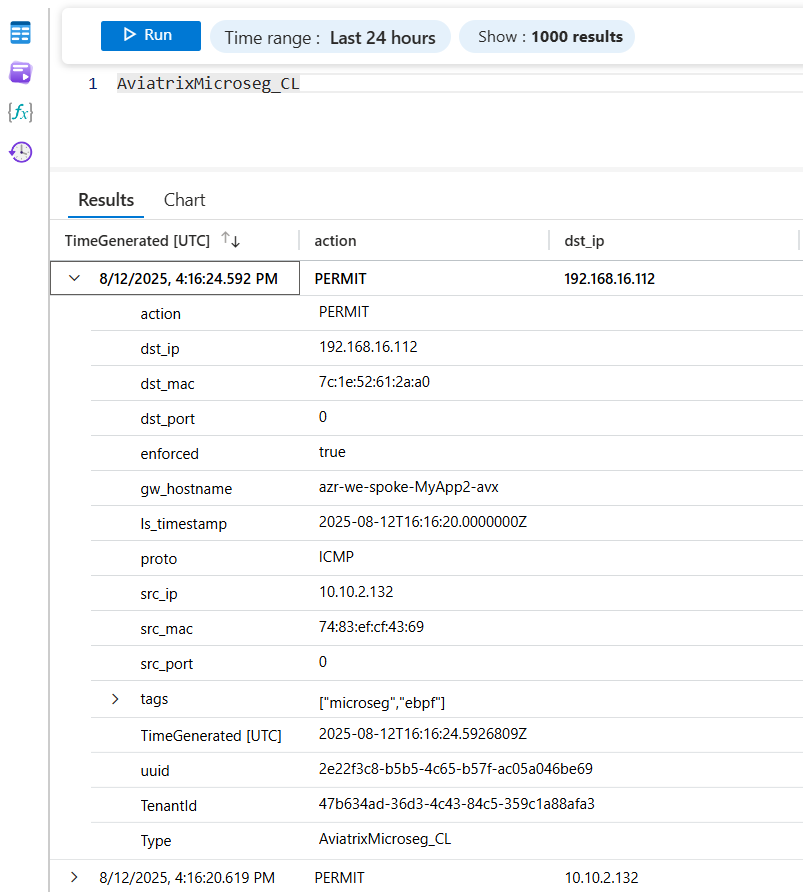 Run Time range : Last 24 hours Show : 1000 results
1 AviatrixMicroseg_CL
{fx}
Results Chart
TimeGenerated [UTC] ↑↓ action dst_ip
8/12/2025, 4:16:24.592 PM PERMIT 192.168.16.112
action PERMIT
dst_ip 192.168.16.112
dst_mac 7c:1e:52:61:2a:a0
dst_port 0
enforced true
gw_hostname azr-we-spoke-MyApp2-avx
ls_timestamp 2025-08-12T16:16:20.0000000Z
proto ICMP
src_ip 10.10.2.132
src_mac 74:83:ef:cf:43:69
src_port 0
tags ["microseg","ebpf"]
TimeGenerated [UTC] 2025-08-12T16:16:24.5926809Z
uuid 2e22f3c8-b5b5-4c65-b57f-ac05a046be69
TenantId 47b634ad-36d3-4c43-84c5-359c1a88afa3
Type AviatrixMicroseg_CL
8/12/2025, 4:16:20.619 PM PERMIT 10.10.2.132